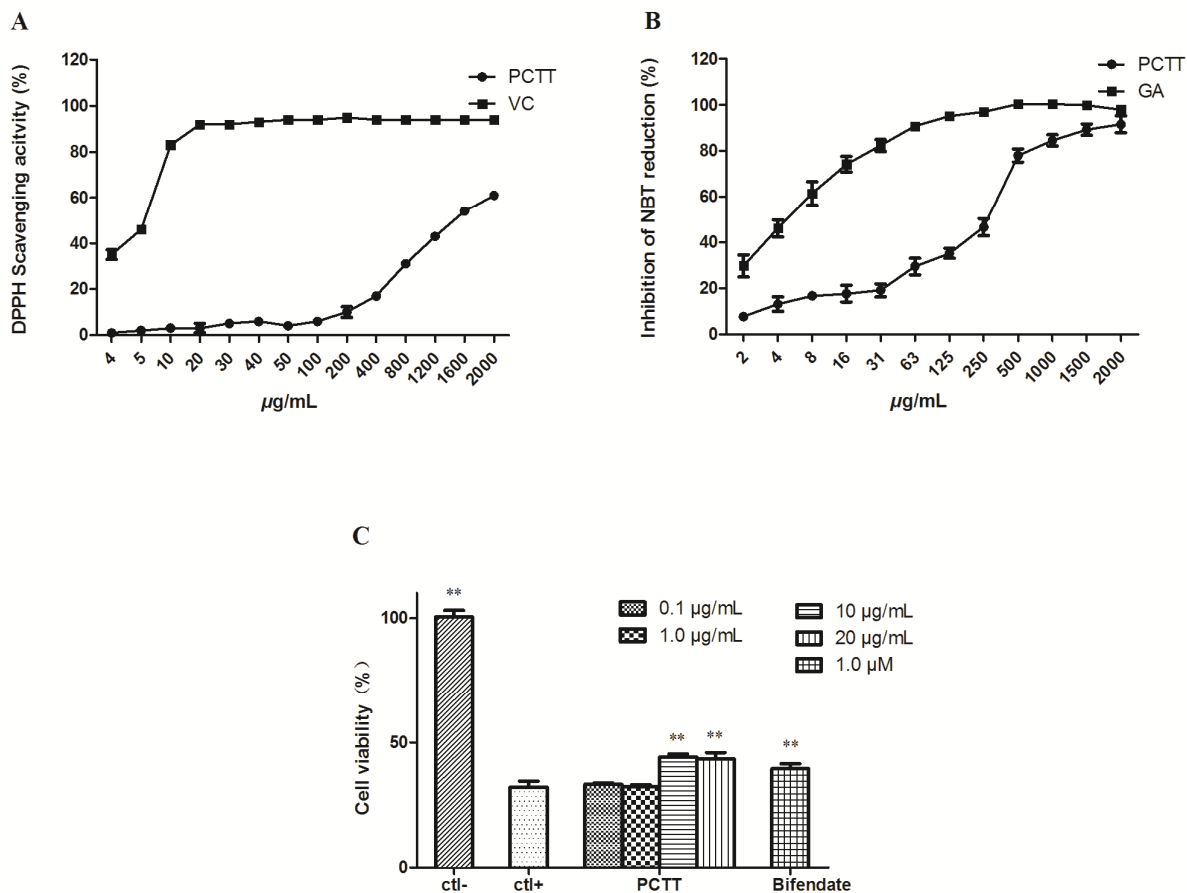 A
DPPH Scavenging acitvity (%)
120
100
80
60
40
20
0
PCTT
VC
4 5 10 20 30 40 50 100 200 400 800 1200 1600 2000
µg/mL
B
Inhibition of NBT reduction (%)
120
100
80
60
40
20
0
PCTT
GA
2 4 8 16 31 63 125 250 500 1000 1500 2000
µg/mL
C
Cell viability (%)
100
50
0
0.1 µg/mL
1.0 µg/mL
10 µg/mL
20 µg/mL
1.0 µM
**
** ** **
ctl- ctl+ PCTT Bifendate